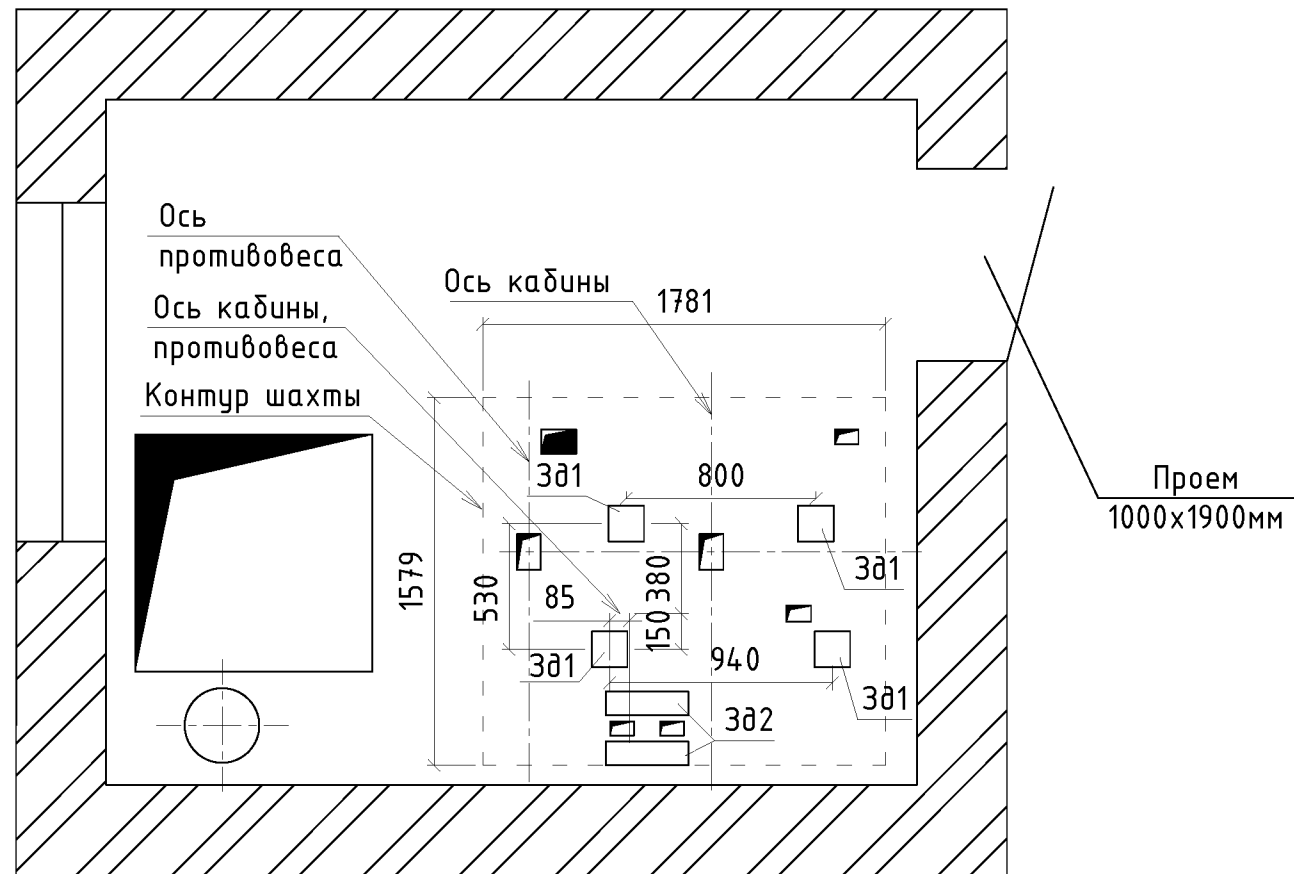 Ось
противовеса
Ось кабины
1781
Ось кабины,
противовеса
Контур шахты
Зд1
800
Проем
1000х1900мм
1579
530
85
380
Зд1
150
940
Зд1
Зд1
Зд2